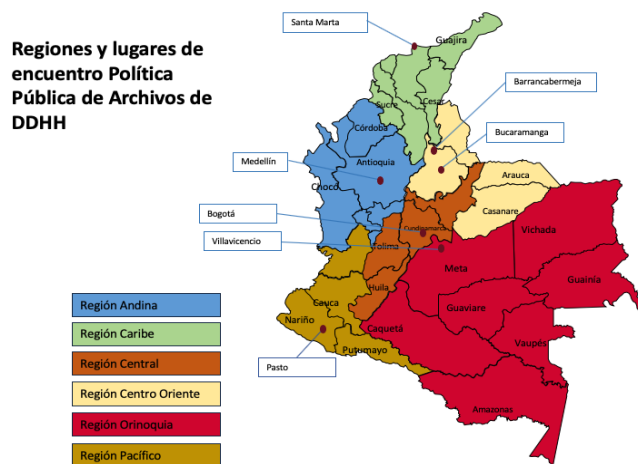 Regiones y lugares de
encuentro Política
Pública de Archivos de
DDHH
Santa Marta
Guajira
Barrancabermeja
Cesar
Sucre
Bucaramanga
Córdoba
Medellín
Antioquia
Arauca
Chocó
Casanare
Bogotá
Cundinamarca
Vichada
Villavicencio
Tolima
Meta
Guainía
Huila
Cauca
Guaviare
Nariño
Caquetá
Vaupés
Putumayo
Pasto
Amazonas
Región Andina
Región Caribe
Región Central
Región Centro Oriente
Región Orinoquia
Región Pacífico